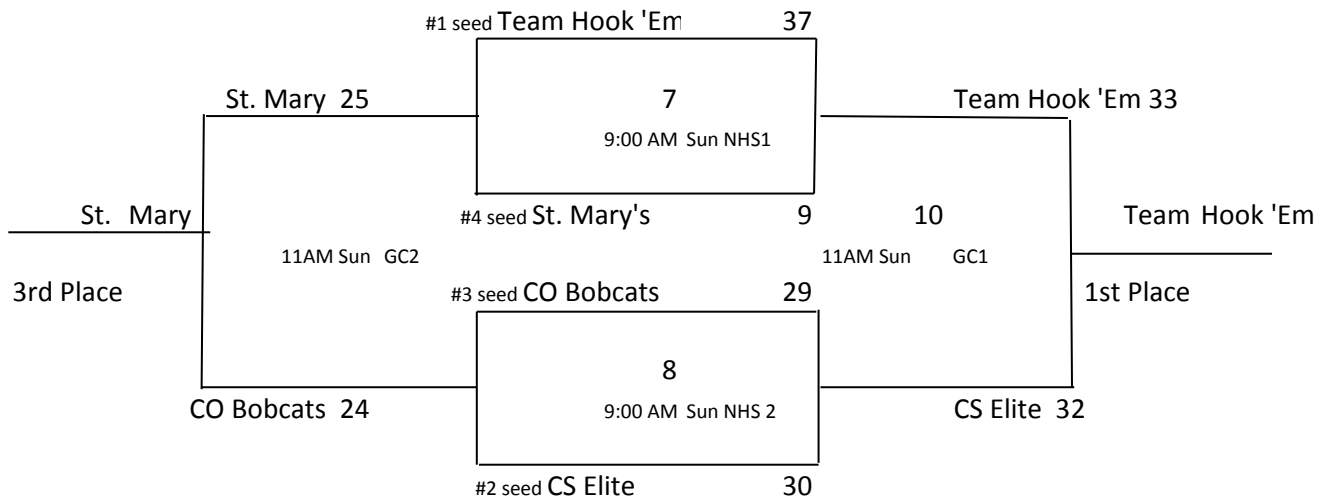 #1 seed Team Hook 'Em 37
St. Mary 25 7 Team Hook 'Em 33
9:00 AM Sun NHS1
St. Mary #4 seed St. Mary's 9 10 Team Hook 'Em
11AM Sun GC2 11AM Sun GC1
3rd Place #3 seed CO Bobcats 29 1st Place
8
CO Bobcats 24 9:00 AM Sun NHS 2 CS Elite 32
#2 seed CS Elite 30